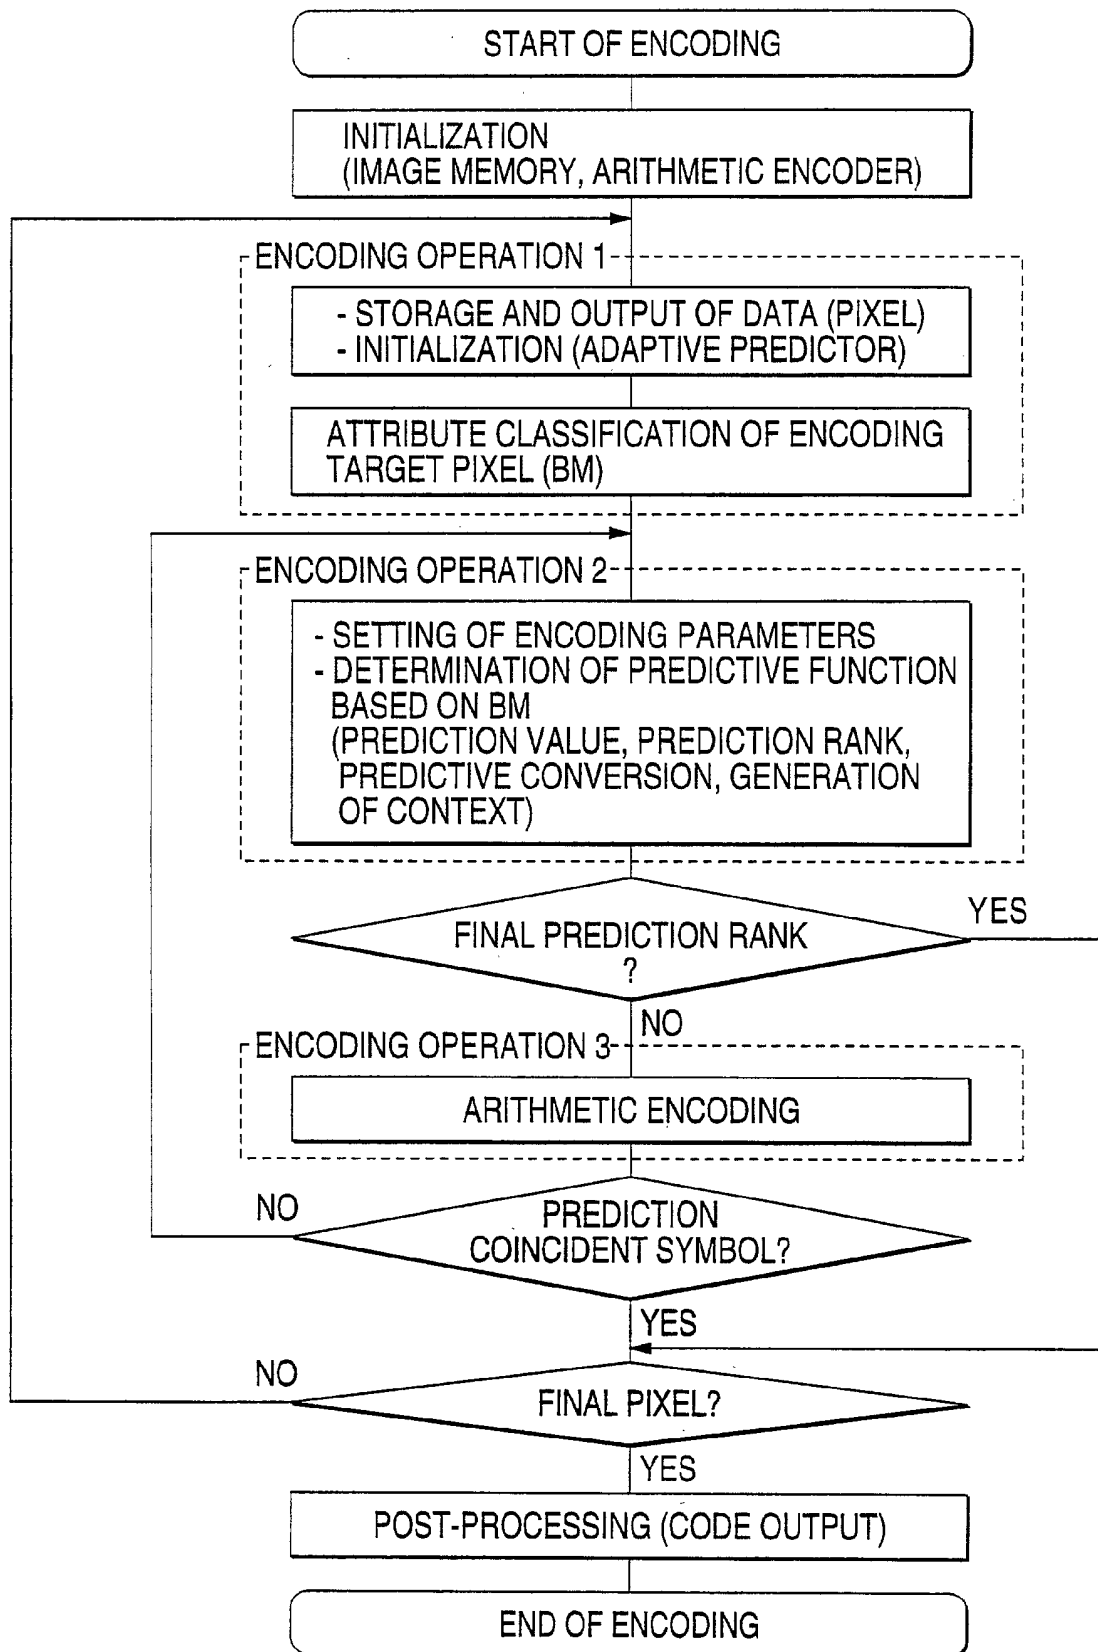 START OF ENCODING
INITIALIZATION
(IMAGE MEMORY, ARITHMETIC ENCODER)
ENCODING OPERATION 1
- STORAGE AND OUTPUT OF DATA (PIXEL)
- INITIALIZATION (ADAPTIVE PREDICTOR)
ATTRIBUTE CLASSIFICATION OF ENCODING
TARGET PIXEL (BM)
ENCODING OPERATION 2
- SETTING OF ENCODING PARAMETERS
- DETERMINATION OF PREDICTIVE FUNCTION
BASED ON BM
(PREDICTION VALUE, PREDICTION RANK,
PREDICTIVE CONVERSION, GENERATION
OF CONTEXT)
YES
FINAL PREDICTION RANK
?
NO
ENCODING OPERATION 3
ARITHMETIC ENCODING
NO
PREDICTION
COINCIDENT SYMBOL?
YES
NO
FINAL PIXEL?
YES
POST-PROCESSING (CODE OUTPUT)
END OF ENCODING